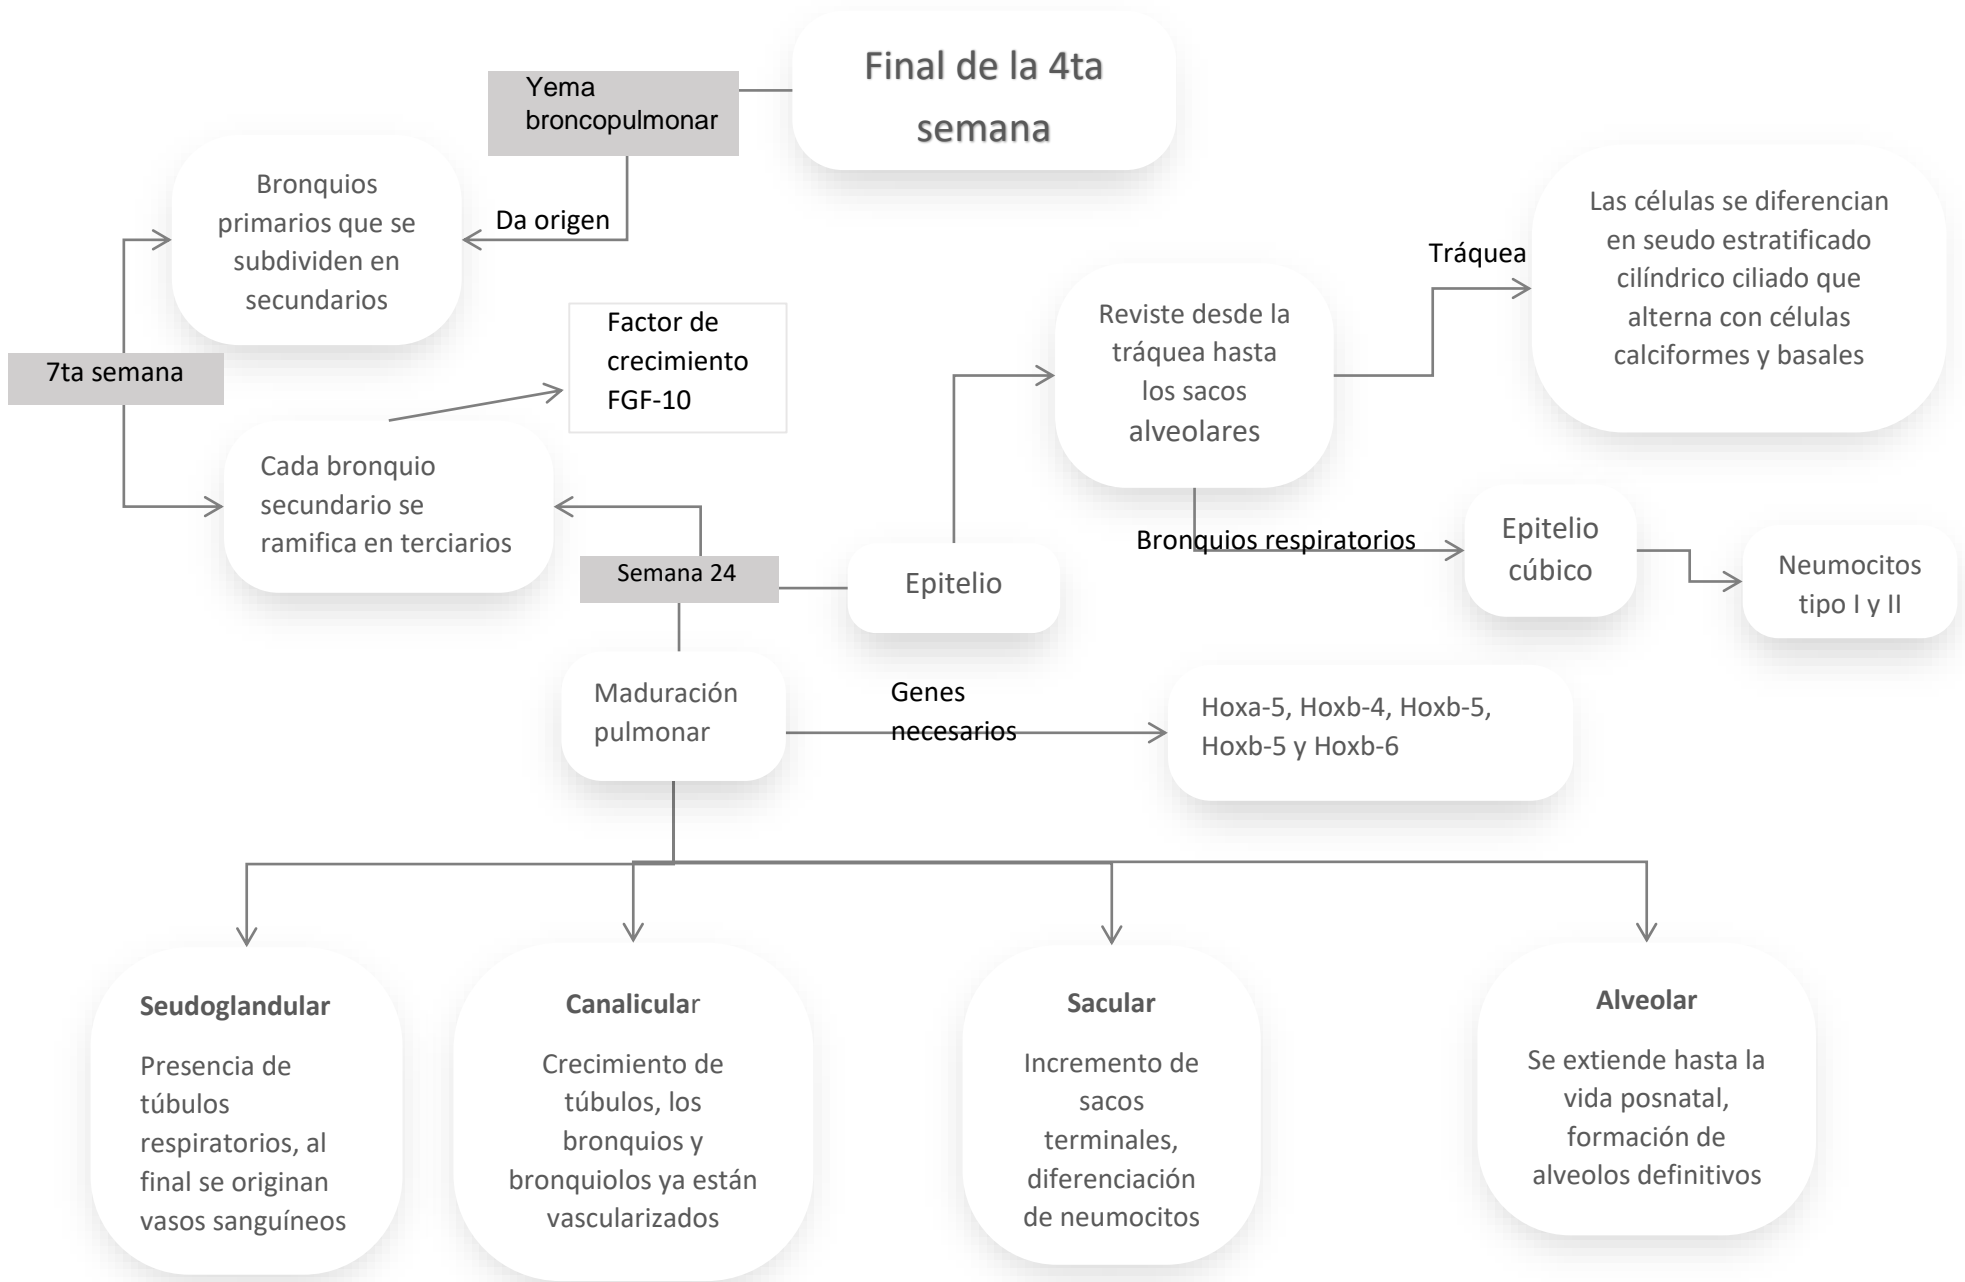 Final de la 4ta
semana
Yema
broncopulmonar
Da origen
Bronquios
primarios que se
subdividen en
secundarios
7ta semana
Factor de
crecimiento
FGF-10
Cada bronquio
secundario se
ramifica en terciarios
Semana 24
Epitelio
Reviste desde la
tráquea hasta
los sacos
alveolares
Tráquea
Las células se diferencian
en seudo estratificado
cilíndrico ciliado que
alterna con células
calciformes y basales
Bronquios respiratorios
Epitelio
cúbico
Neumocitos
tipo I y II
Maduración
pulmonar
Genes
necesarios
Hoxa-5, Hoxb-4, Hoxb-5,
Hoxb-5 y Hoxb-6
Seudoglandular
Presencia de
túbulos
respiratorios, al
final se originan
vasos sanguíneos
Canalicular
Crecimiento de
túbulos, los
bronquios y
bronquiolos ya están
vascularizados
Sacular
Incremento de
sacos
terminales,
diferenciación
de neumocitos
Alveolar
Se extiende hasta la
vida posnatal,
formación de
alveolos definitivos